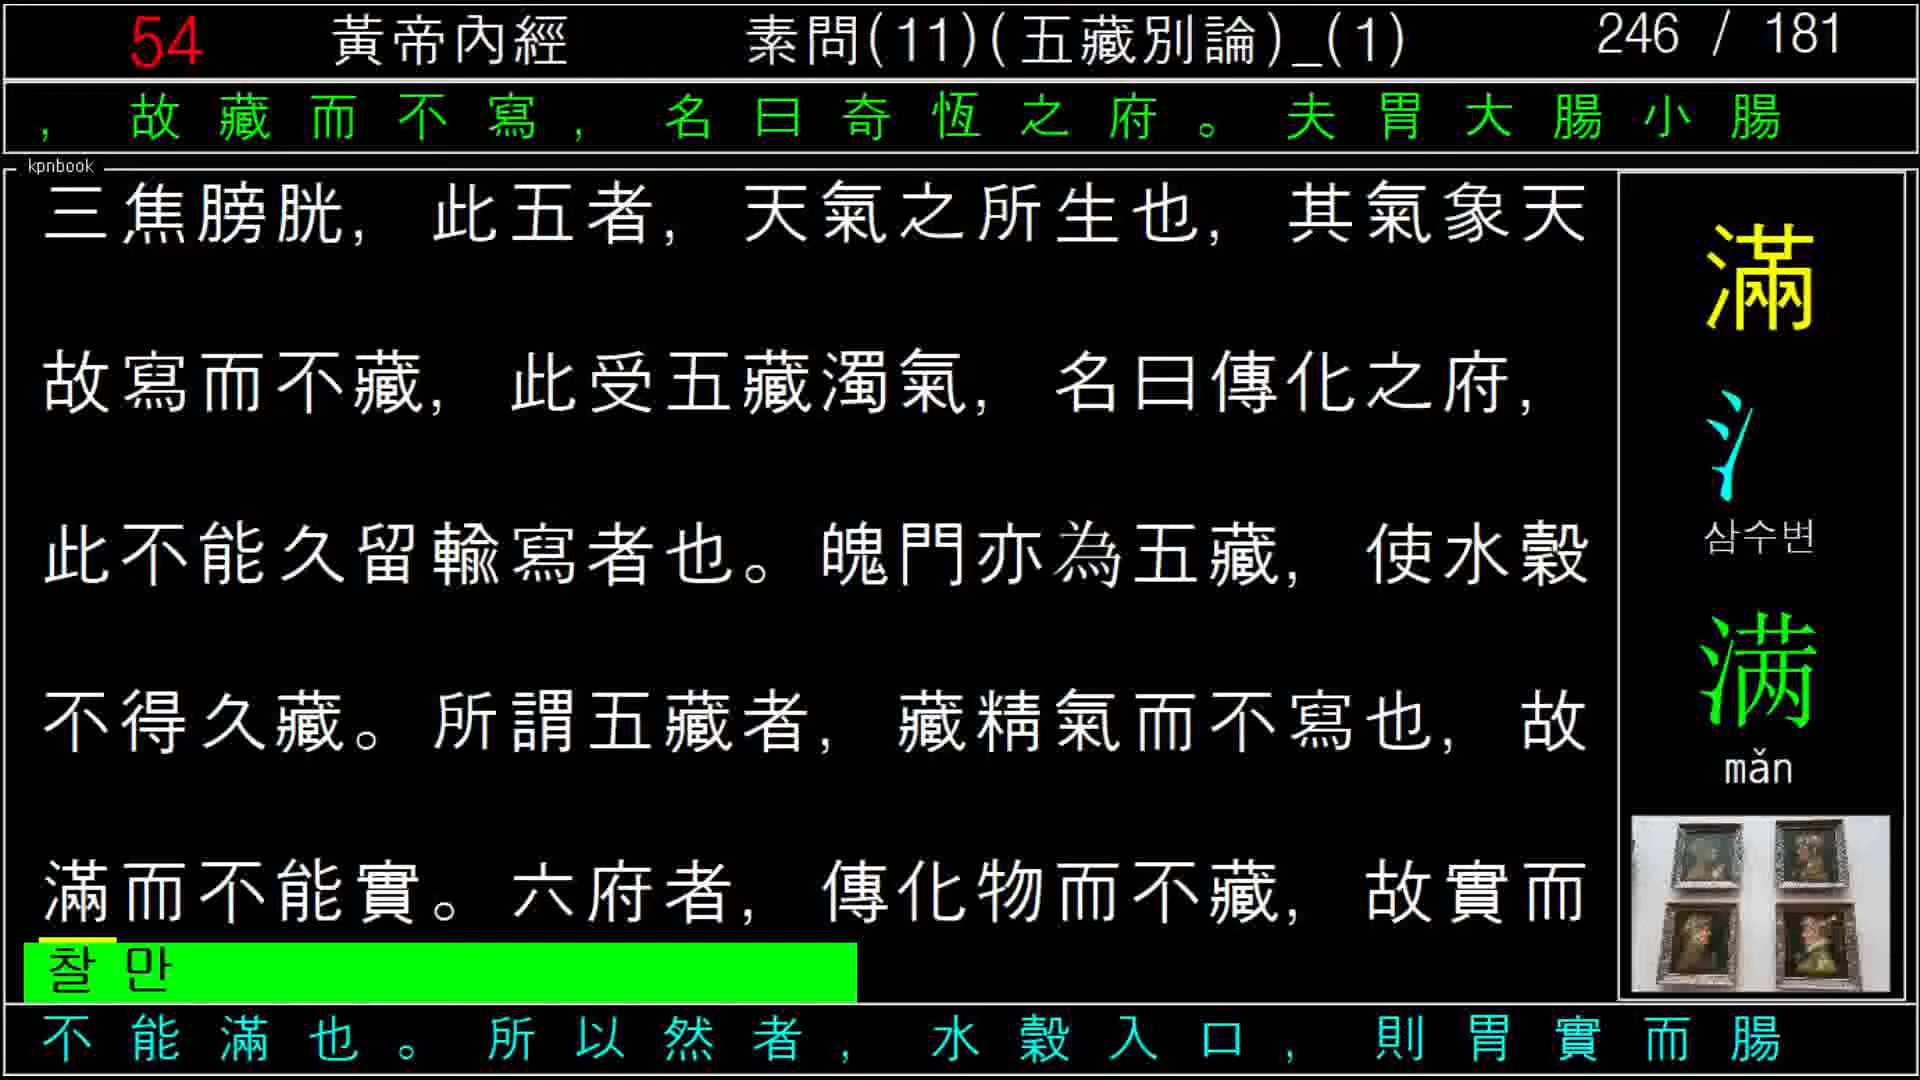 54 黃帝內經 素問(11)(五藏別論)_(1) 246 / 181
, 故藏而不寫, 名曰奇恆之府。夫胃大腸小腸
kpnbook
三焦膀胱, 此五者, 天氣之所生也, 其氣象天
故寫而不藏, 此受五藏濁氣, 名曰傳化之府,
此不能久留輸寫者也。魄門亦為五藏, 使水穀
不得久藏。所謂五藏者, 藏精氣而不寫也, 故
滿而不能實。六府者, 傳化物而不藏, 故實而
찰 만
不能滿也。所以然者, 水穀入口, 則胃實而腸
滿
氵
삼수변
满
mǎn